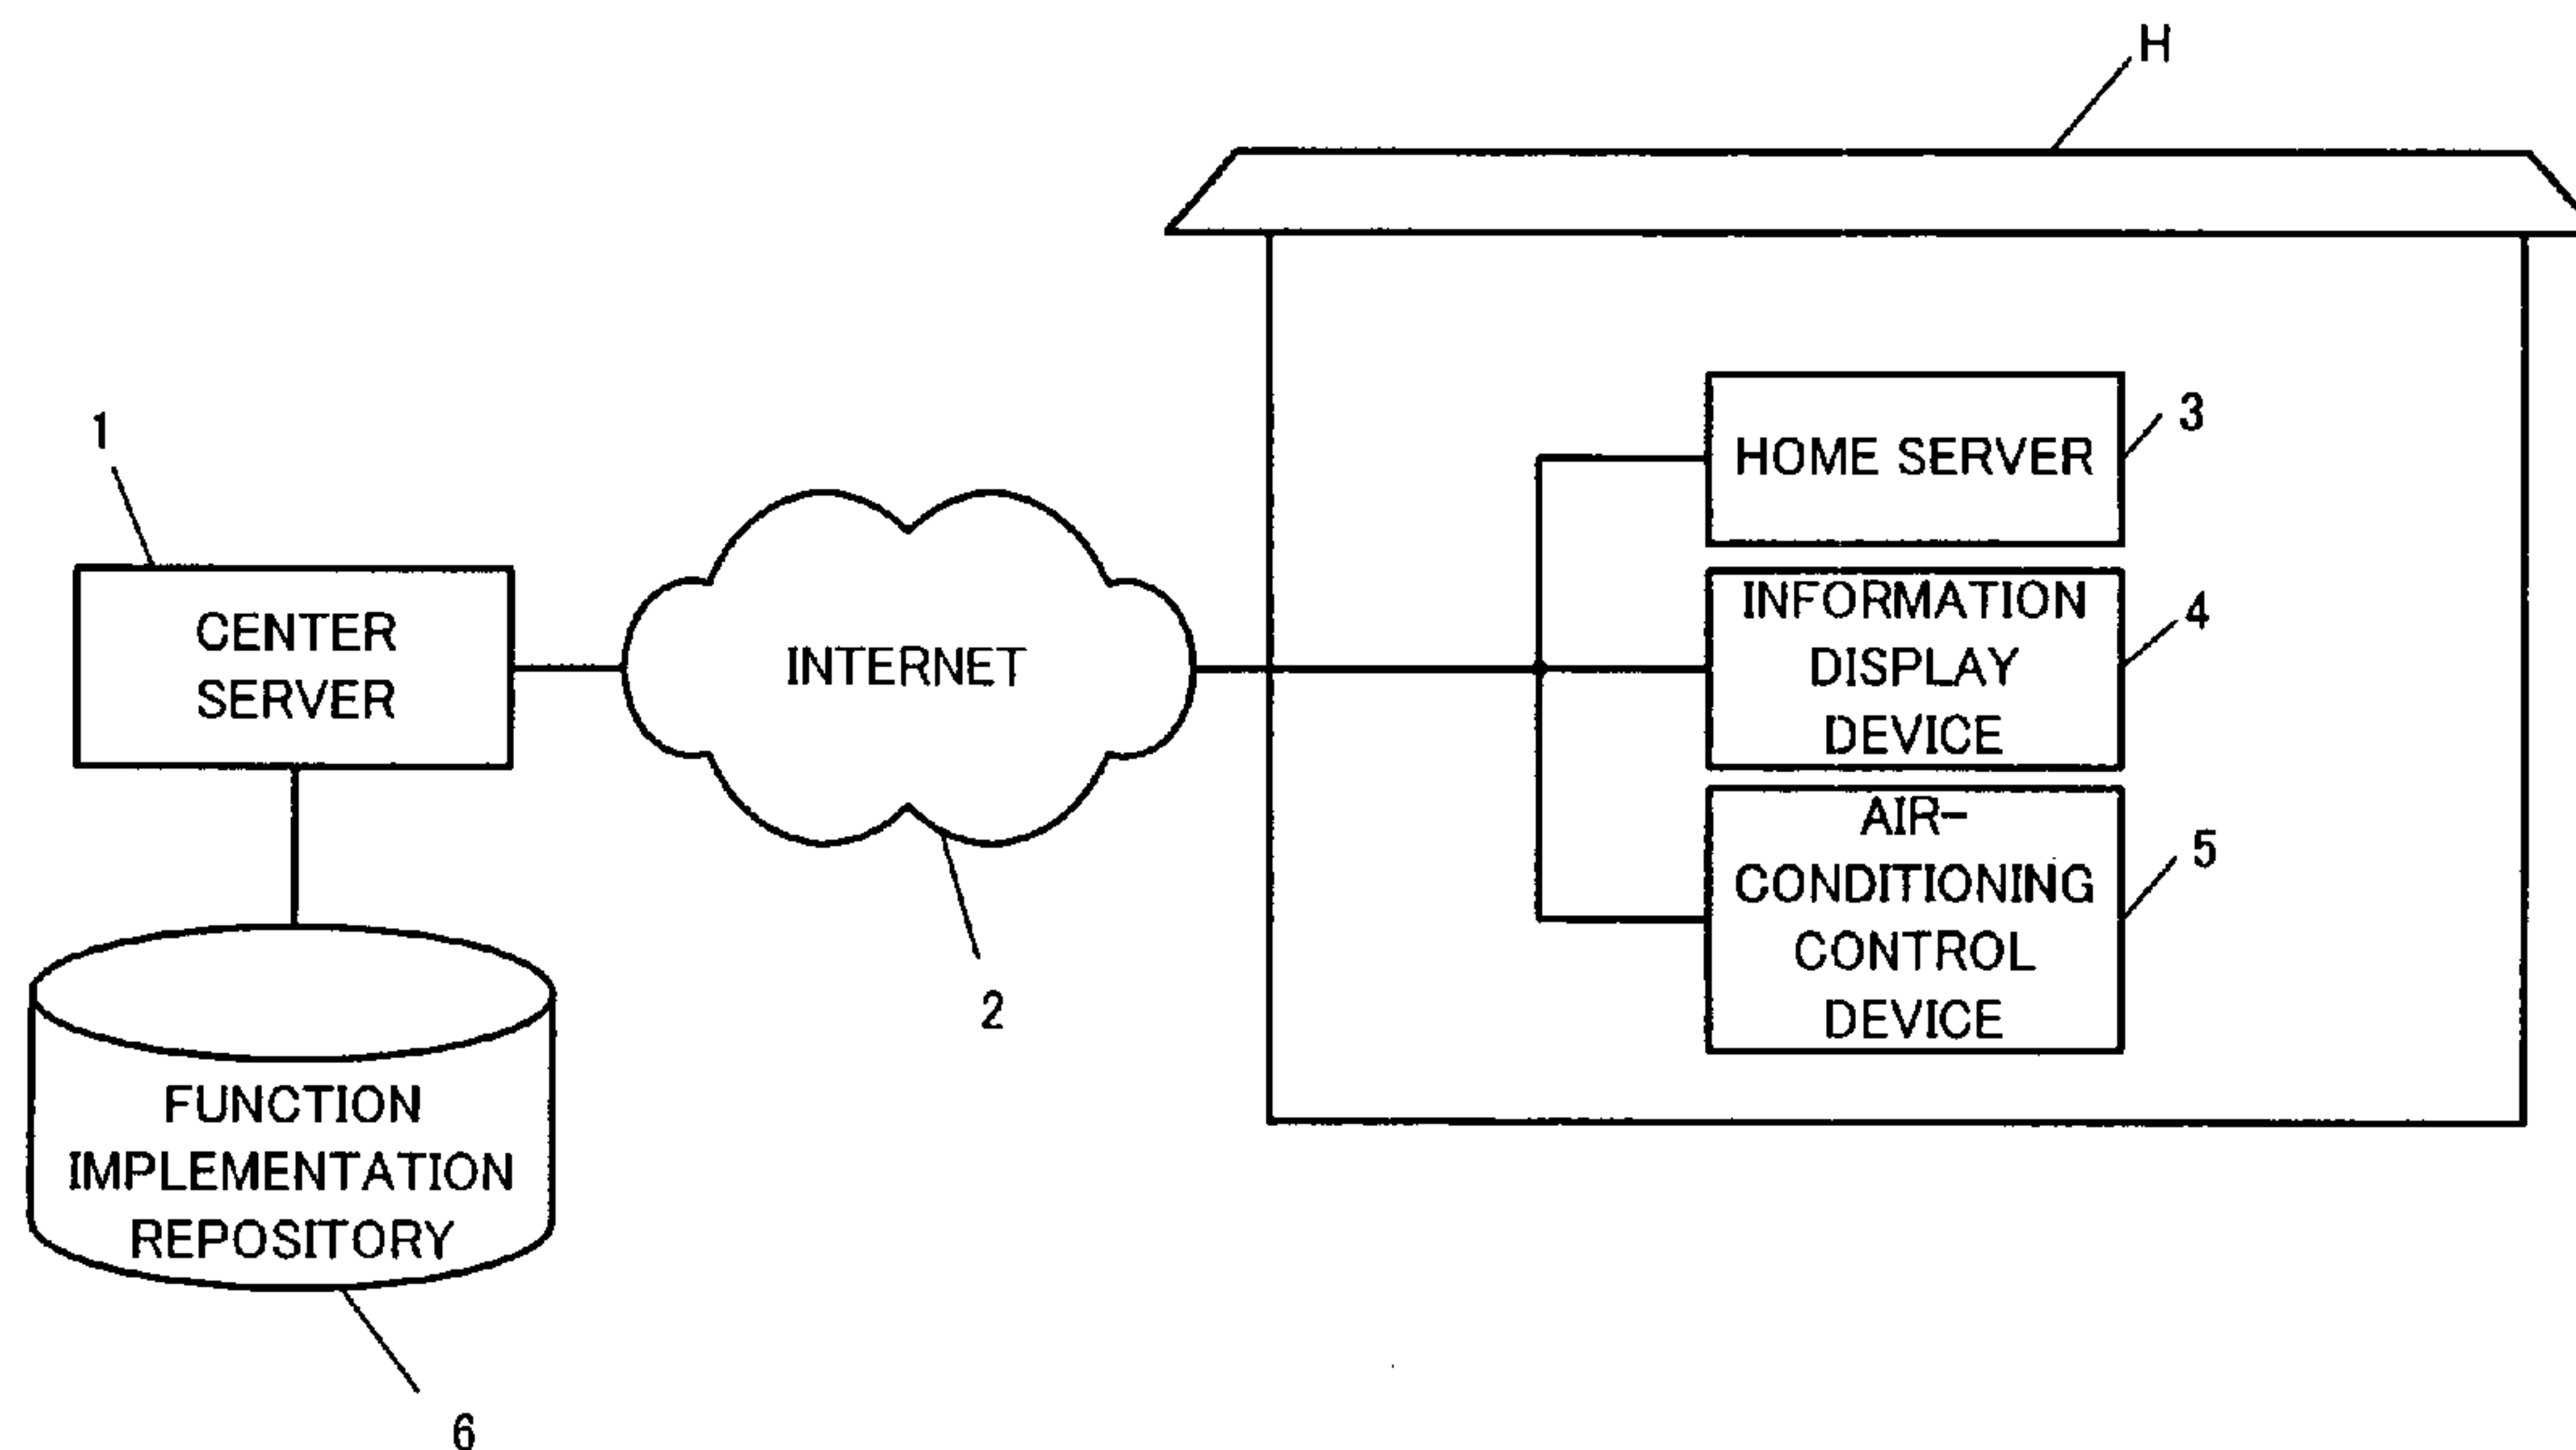 H
1
CENTER
SERVER
INTERNET
2
HOME SERVER
3
INFORMATION
DISPLAY
DEVICE
4
AIR-
CONDITIONING
CONTROL
DEVICE
5
FUNCTION
IMPLEMENTATION
REPOSITORY
6